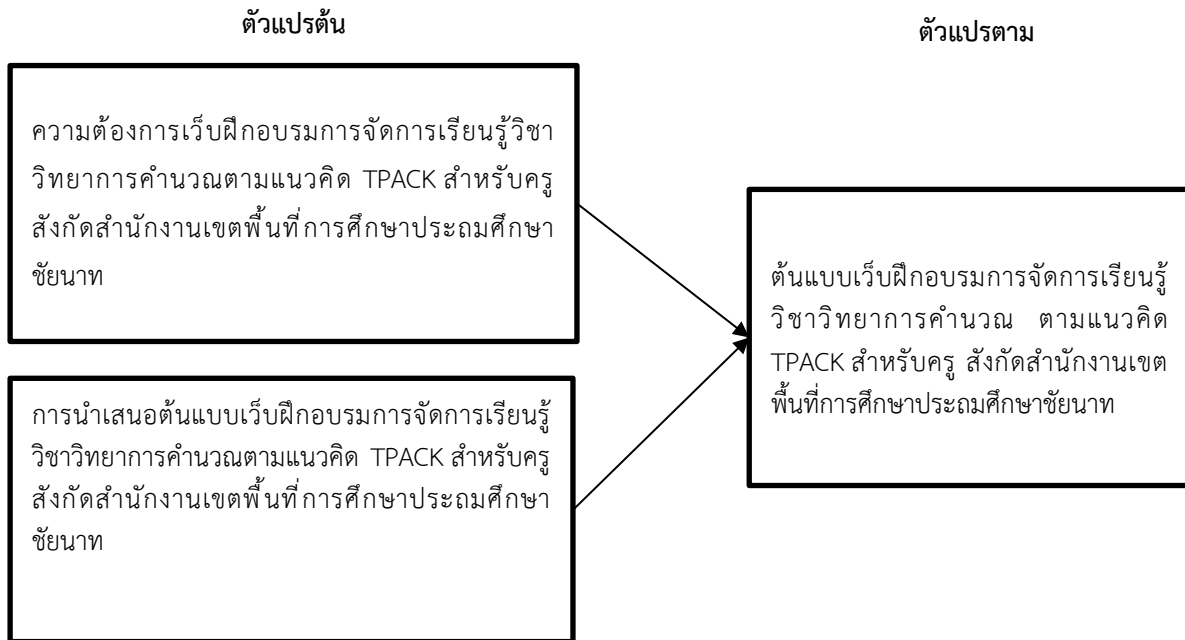 ตัวแปรต้น
ตัวแปรตาม
ความต้องการเว็บฝึกอบรมการจัดการเรียนรู้วิชา
วิทยาการคำนวณตามแนวคิด TPACK สำหรับครู
สังกัดสำนักงานเขตพื้นที่การศึกษาประถมศึกษา
ชัยนาท
การนำเสนอต้นแบบเว็บฝึกอบรมการจัดการเรียนรู้
วิชาวิทยาการคำนวณตามแนวคิด TPACK สำหรับครู
สังกัดสำนักงานเขตพื้นที่การศึกษาประถมศึกษา
ชัยนาท
ต้นแบบเว็บฝึกอบรมการจัดการเรียนรู้
วิชาวิทยาการคำนวณ ตามแนวคิด
TPACK สำหรับครู สังกัดสำนักงานเขต
พื้นที่การศึกษาประถมศึกษาชัยนาท